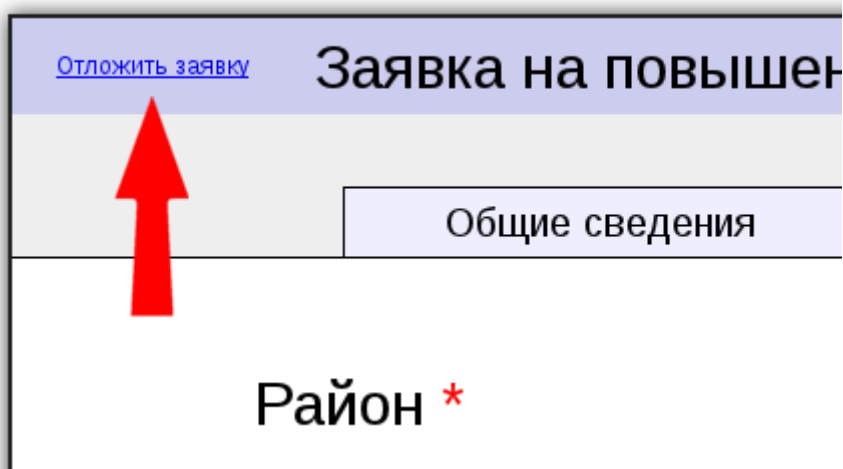 Отложить заявку
Заявка на повышен
Общие сведения
Район *